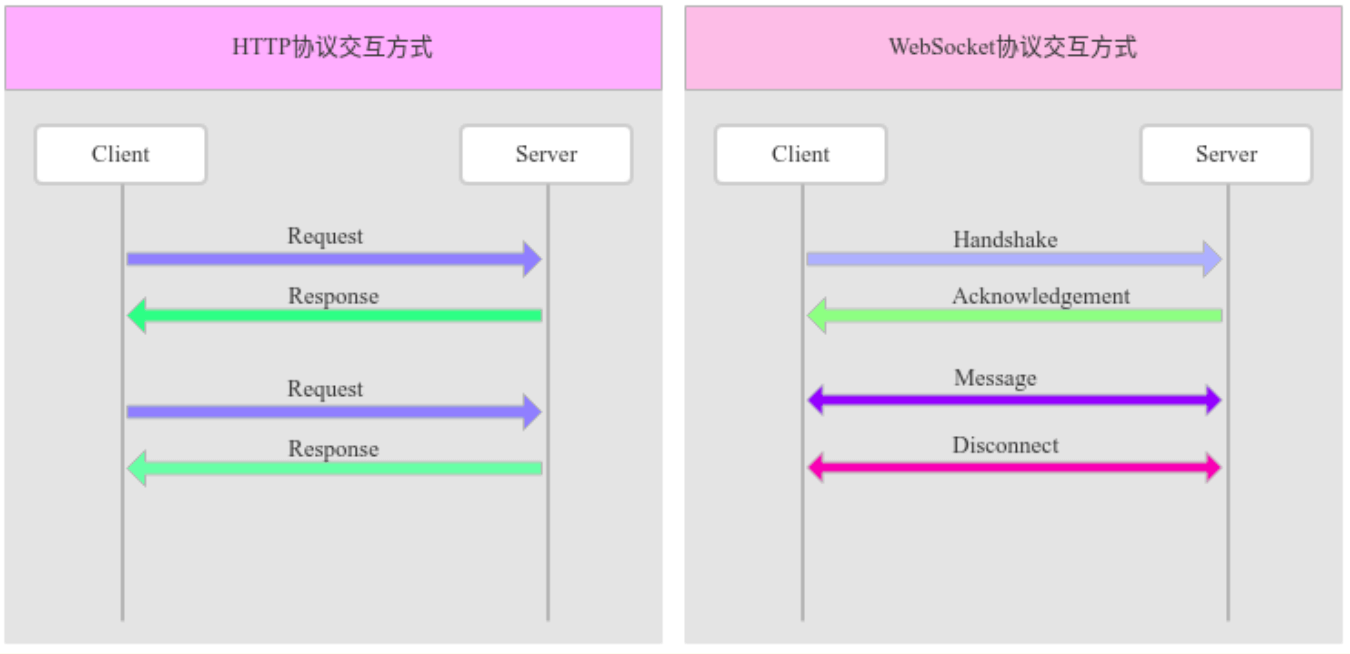 HTTP协议交互方式
Client
Server
Request
Response
Request
Response
WebSocket协议交互方式
Client
Server
Handshake
Acknowledgement
Message
Disconnect